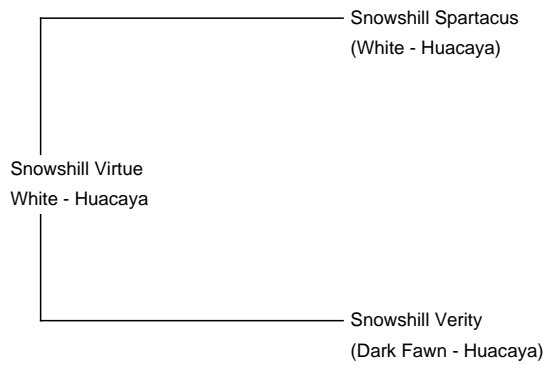 Snowshill Spartacus
(White - Huacaya)
Snowshill Virtue
White - Huacaya
Snowshill Verity
(Dark Fawn - Huacaya)